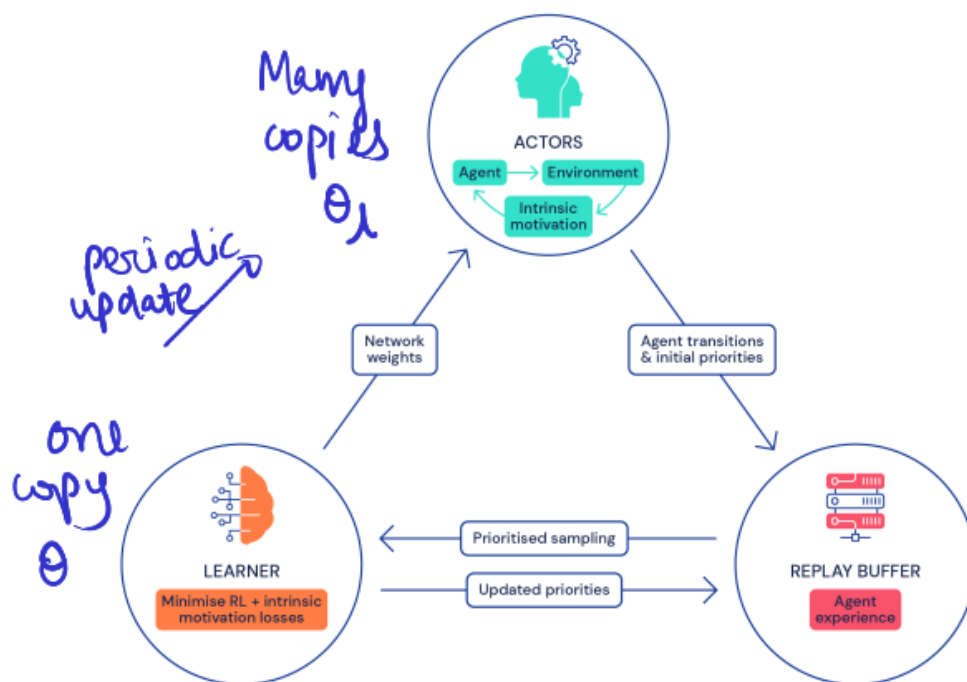 Many
copies
θ
periodic
update
ACTORS
Agent
Environment
Intrinsic
motivation
Network
weights
Agent transitions
& initial priorities
one
copy
θ
LEARNER
Minimise RL + intrinsic
motivation losses
Prioritised sampling
Updated priorities
REPLAY BUFFER
Agent
experience